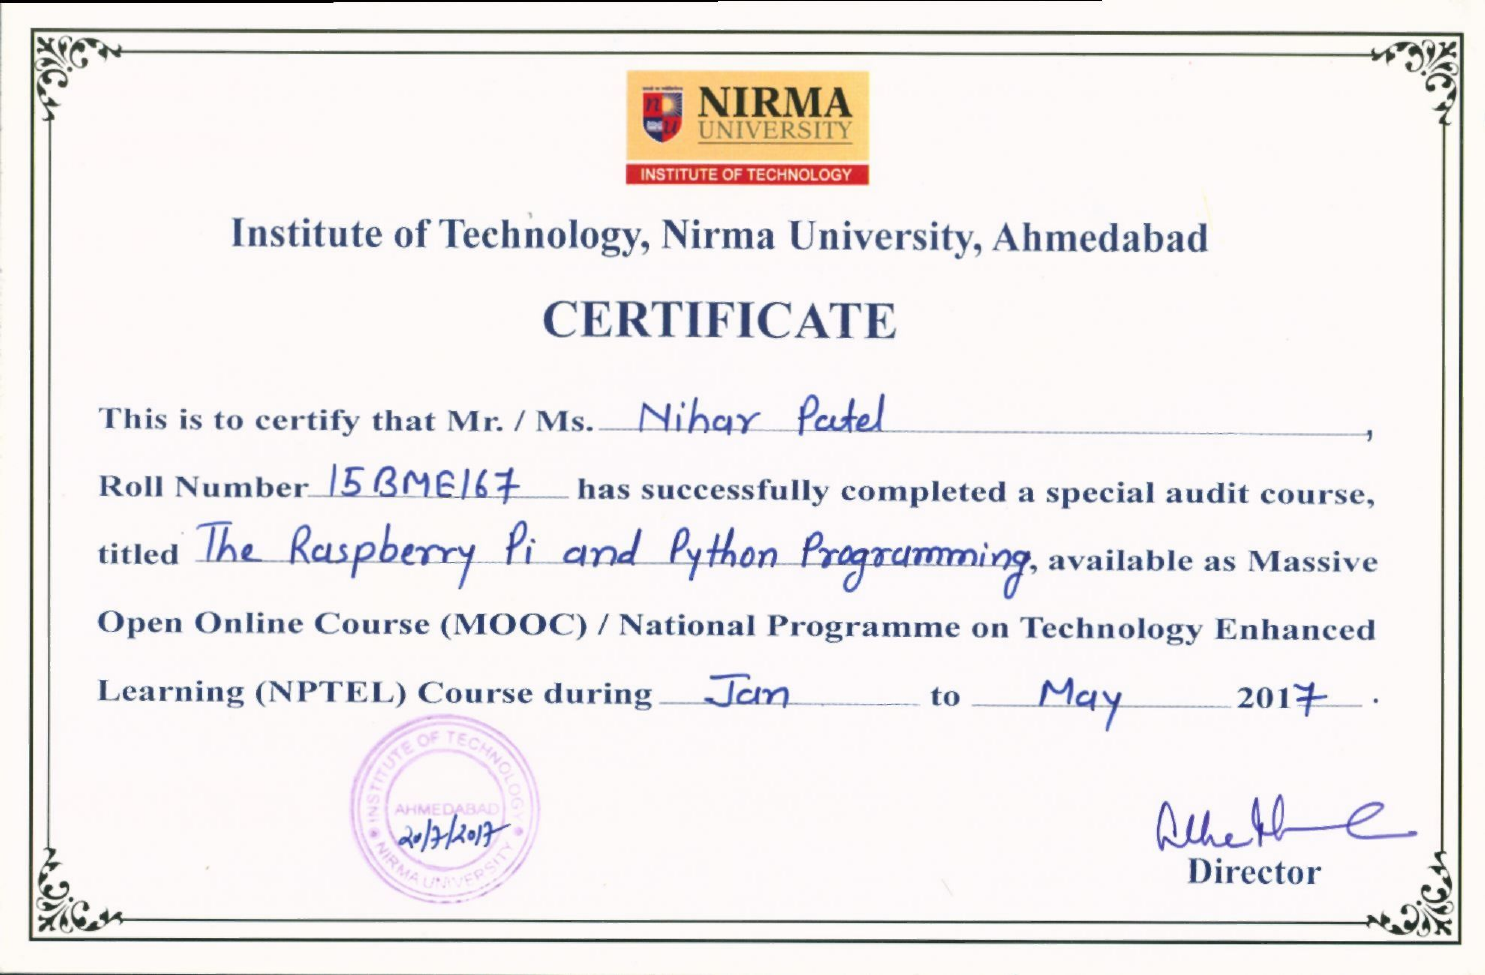 NIRMA
UNIVERSITY
INSTITUTE OF TECHNOLOGY
Institute of Technology, Nirma University, Ahmedabad
CERTIFICATE
This is to certify that Mr. / Ms. Nihar Patel,
Roll Number 15BME167 has successfully completed a special audit course,
titled The Raspberry Pi and Python Programming, available as Massive
Open Online Course (MOOC) / National Programme on Technology Enhanced
Learning (NPTEL) Course during Jan to May 2017.
INSTITUTE OF TECHNOLOGY
AHMEDABAD
20/7/2017
NIRMA UNIVERSITY
Director